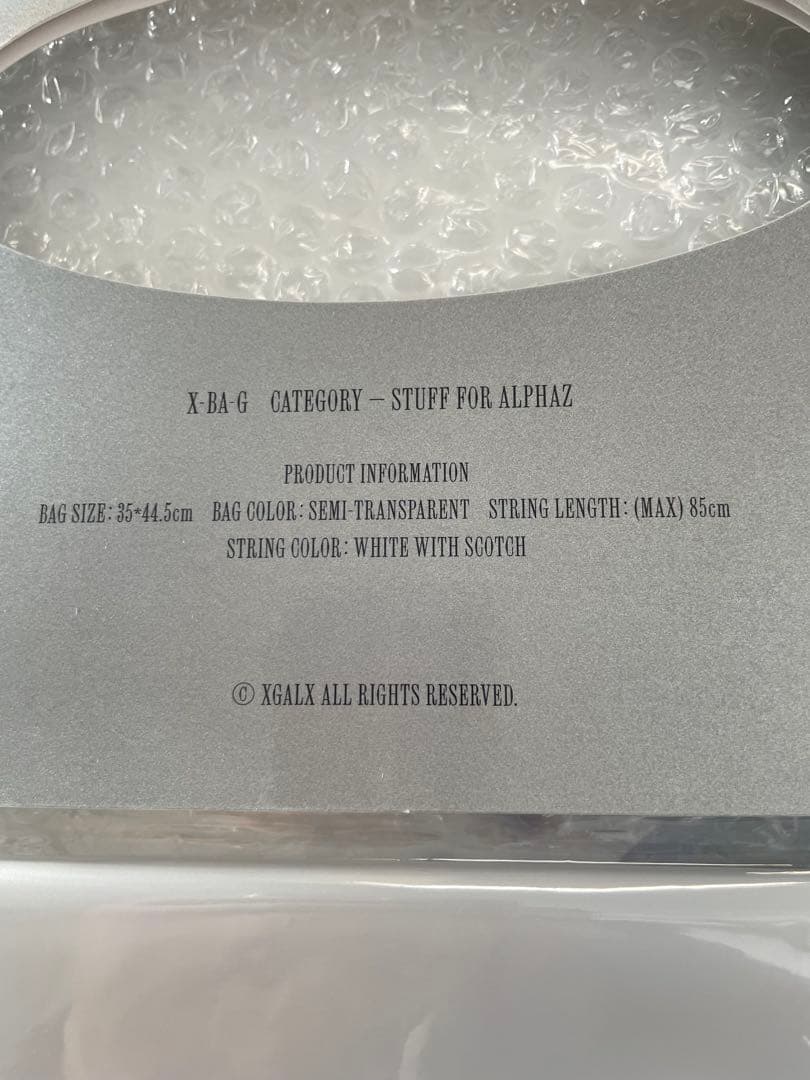 X-BA-G CATEGORY – STUFF FOR ALPHAZ
PRODUCT INFORMATION
BAG SIZE: 35*44.5cm BAG COLOR: SEMI-TRANSPARENT STRING LENGTH: (MAX) 85cm
STRING COLOR: WHITE WITH SCOTCH
© XGALX ALL RIGHTS RESERVED.